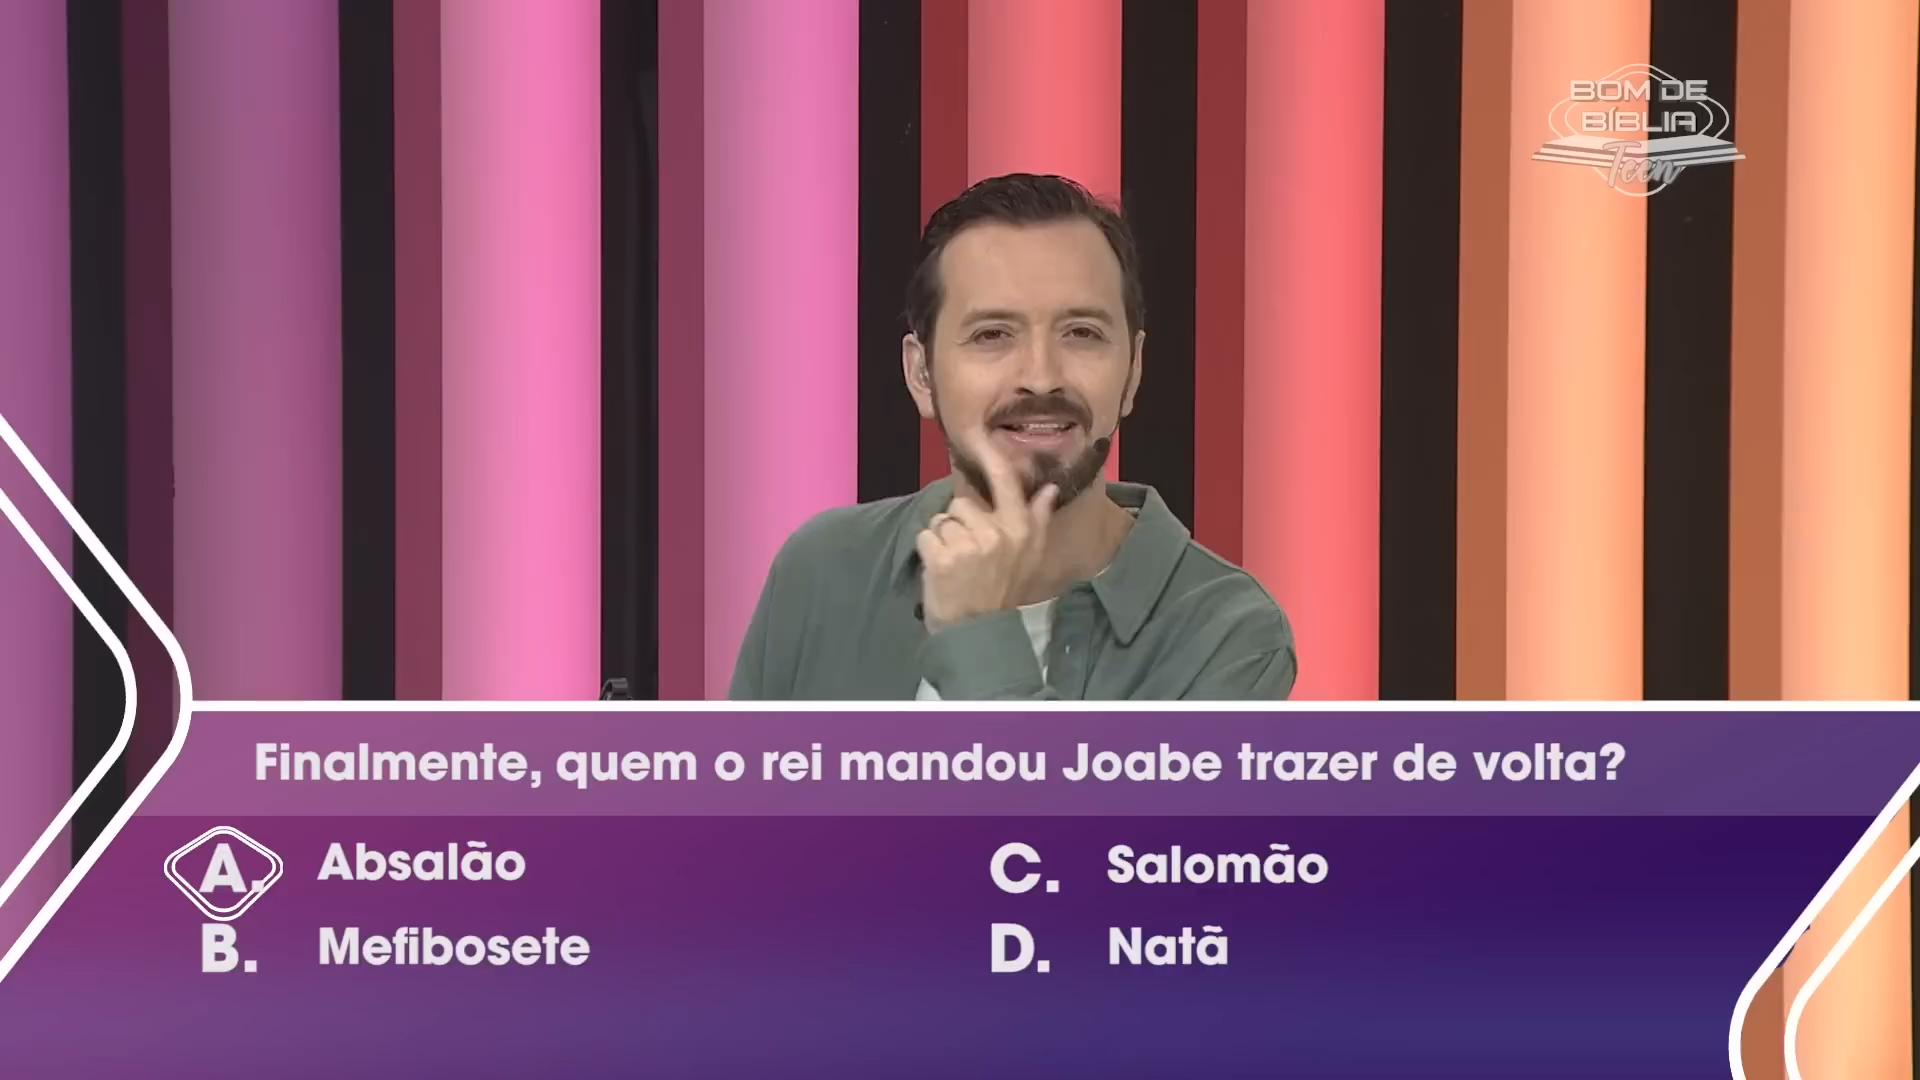 BOM DE
BÍBLIA
Teen
Finalmente, quem o rei mandou Joabe trazer de volta?
A. Absalão
B. Mefibosete
C. Salomão
D. Natã